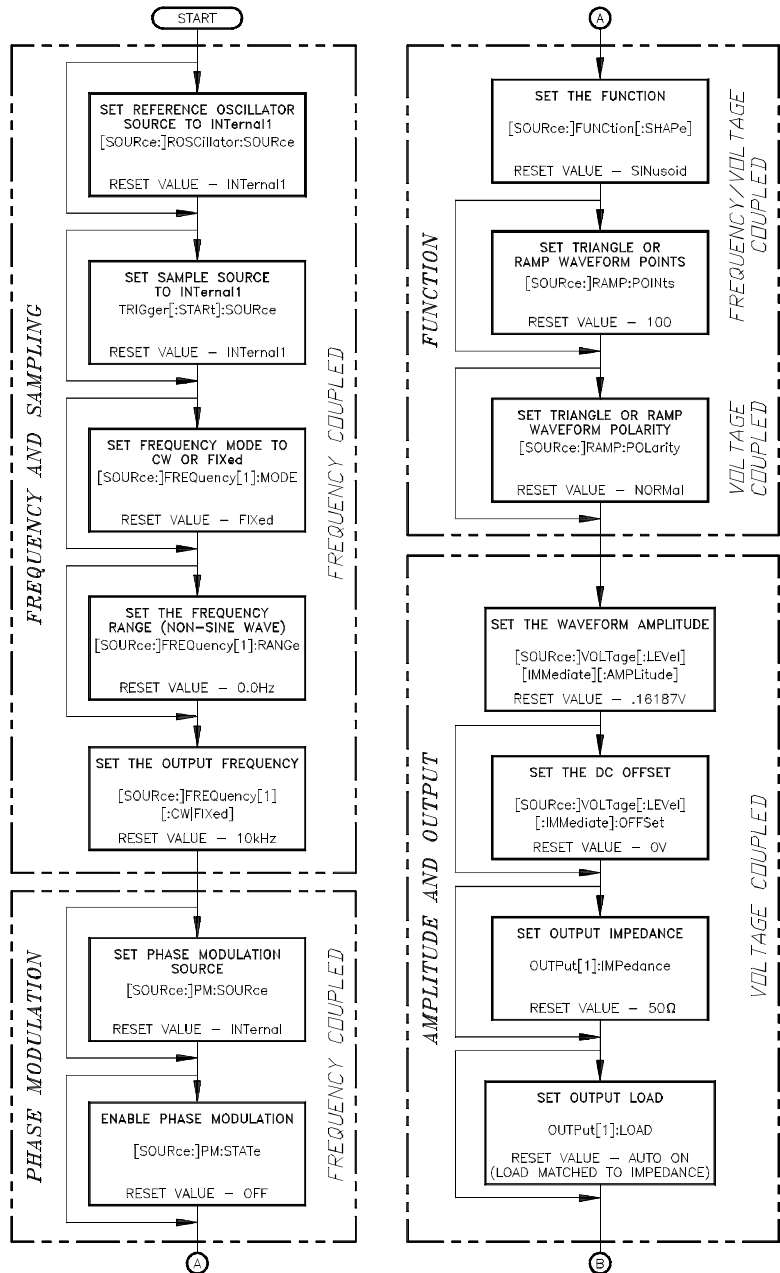 START
FREQUENCY AND SAMPLING
SET REFERENCE OSCILLATOR
SOURCE TO INTernal1
[SOURce:]ROSCillator:SOURce
RESET VALUE – INTernal1
SET SAMPLE SOURCE
TO INTernal1
TRIGger[:STARt]:SOURce
RESET VALUE – INTernal1
SET FREQUENCY MODE TO
CW OR FIXed
[SOURce:]FREQuency[1]:MODE
RESET VALUE – FIXed
SET THE FREQUENCY
RANGE (NON-SINE WAVE)
[SOURce:]FREQuency[1]:RANGe
RESET VALUE – 0.0Hz
SET THE OUTPUT FREQUENCY
[SOURce:]FREQuency[1]
[:CW|FIXed]
RESET VALUE – 10kHz
FREQUENCY COUPLED
PHASE MODULATION
SET PHASE MODULATION
SOURCE
[SOURce:]PM:SOURce
RESET VALUE – INTernal
ENABLE PHASE MODULATION
[SOURce:]PM:STATe
RESET VALUE – OFF
FREQUENCY COUPLED
A
A
FUNCTION
SET THE FUNCTION
[SOURce:]FUNCtion[:SHAPe]
RESET VALUE – SINusoid
SET TRIANGLE OR
RAMP WAVEFORM POINTS
[SOURce:]RAMP:POINts
RESET VALUE – 100
FREQUENCY/VOLTAGE
COUPLED
SET TRIANGLE OR RAMP
WAVEFORM POLARITY
[SOURce:]RAMP:POLarity
RESET VALUE – NORMal
VOLTAGE
COUPLED
AMPLITUDE AND OUTPUT
SET THE WAVEFORM AMPLITUDE
[SOURce:]VOLTage[:LEVel]
[IMMediate][:AMPLitude]
RESET VALUE – .16187V
SET THE DC OFFSET
[SOURce:]VOLTage[:LEVel]
[:IMMediate]:OFFSet
RESET VALUE – 0V
SET OUTPUT IMPEDANCE
OUTPut[1]:IMPedance
RESET VALUE – 50Ω
SET OUTPUT LOAD
OUTPut[1]:LOAD
RESET VALUE – AUTO ON
(LOAD MATCHED TO IMPEDANCE)
VOLTAGE COUPLED
B